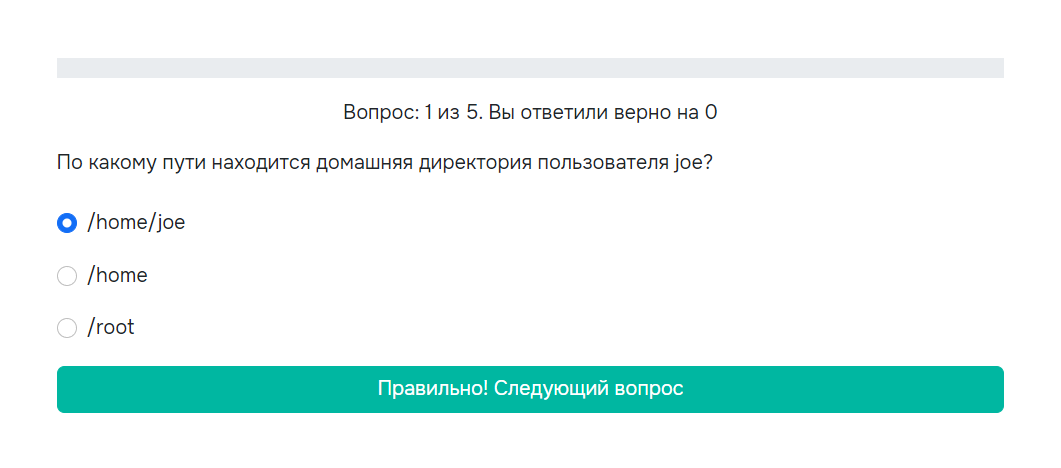 Вопрос: 1 из 5. Вы ответили верно на 0
По какому пути находится домашняя директория пользователя joe?
/home/joe
/home
/root
Правильно! Следующий вопрос